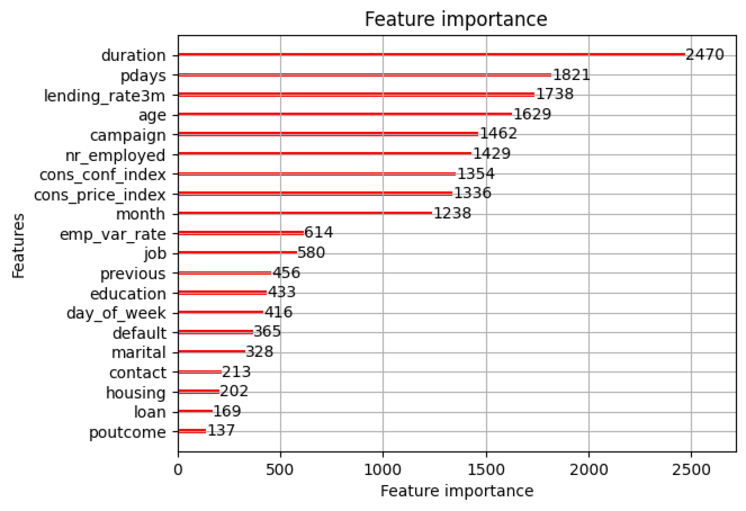 Feature importance
duration 2470
pdays 1821
lending_rate3m 1738
age 1629
campaign 1462
nr_employed 1429
cons_conf_index 1354
cons_price_index 1336
month 1238
emp_var_rate 614
job 580
previous 456
education 433
day_of_week 416
default 365
marital 328
contact 213
housing 202
loan 169
poutcome 137
Features
0 500 1000 1500 2000 2500
Feature importance